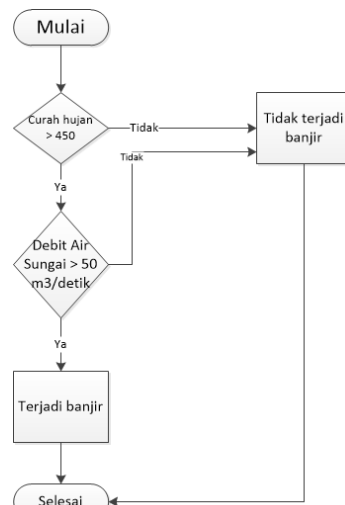 Mulai
Curah hujan
> 450
Tidak
Tidak terjadi
banjir
Tidak
Ya
Debit Air
Sungai > 50
m3/detik
Ya
Terjadi banjir
Selesai